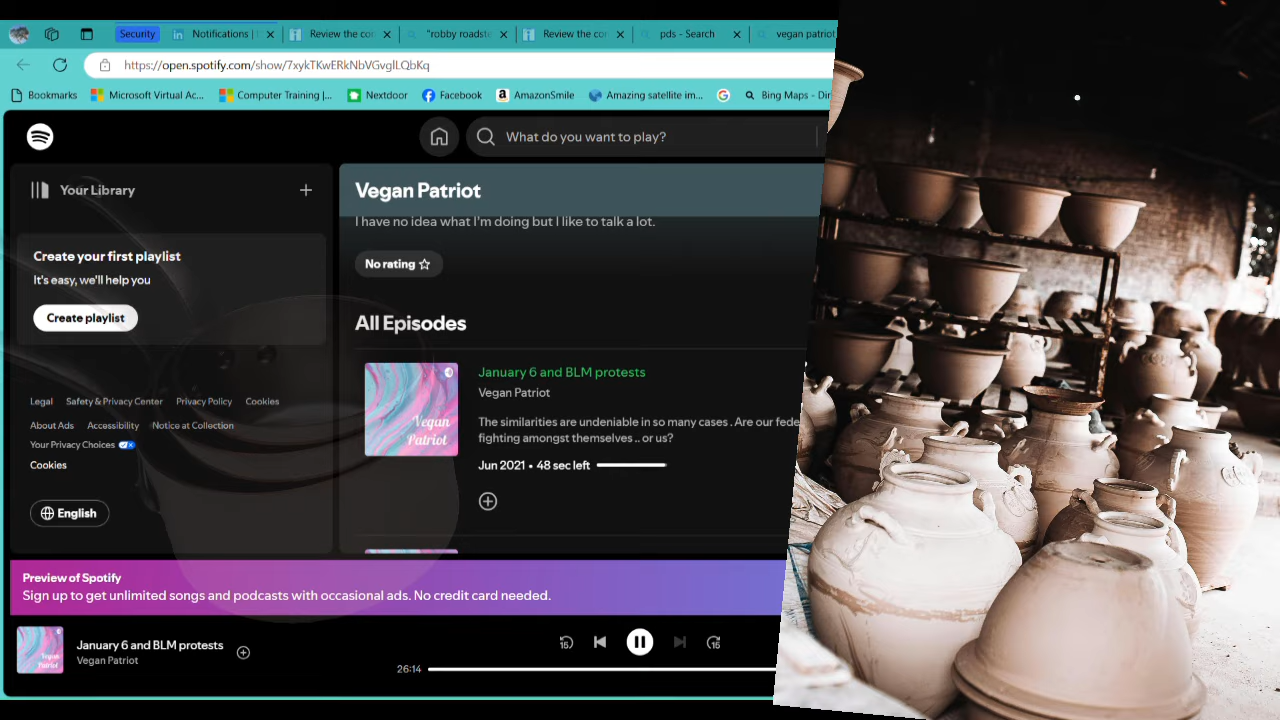 Security
Notifications |
Review the co
"robby roadst
Review the co
pds - Search
vegan patriot
https://open.spotify.com/show/7xykTKwERkNbVGvgILQbKq
Bookmarks
Microsoft Virtual Ac...
Computer Training |...
Nextdoor
Facebook
AmazonSmile
Amazing satellite im...
Bing Maps - Dir
What do you want to play?
Your Library
Create your first playlist
It's easy, we'll help you
Create playlist
Legal Safety & Privacy Center Privacy Policy Cookies
About Ads Accessibility Notice at Collection
Your Privacy Choices
Cookies
English
Vegan Patriot
I have no idea what I'm doing but I like to talk a lot.
No rating
All Episodes
Vegan
Patriot
January 6 and BLM protests
Vegan Patriot
The similarities are undeniable in so many cases . Are our fede
fighting amongst themselves .. or us?
Jun 2021 • 48 sec left
Preview of Spotify
Sign up to get unlimited songs and podcasts with occasional ads. No credit card needed.
Vegan
Patriot
January 6 and BLM protests
Vegan Patriot
15
15
26:14